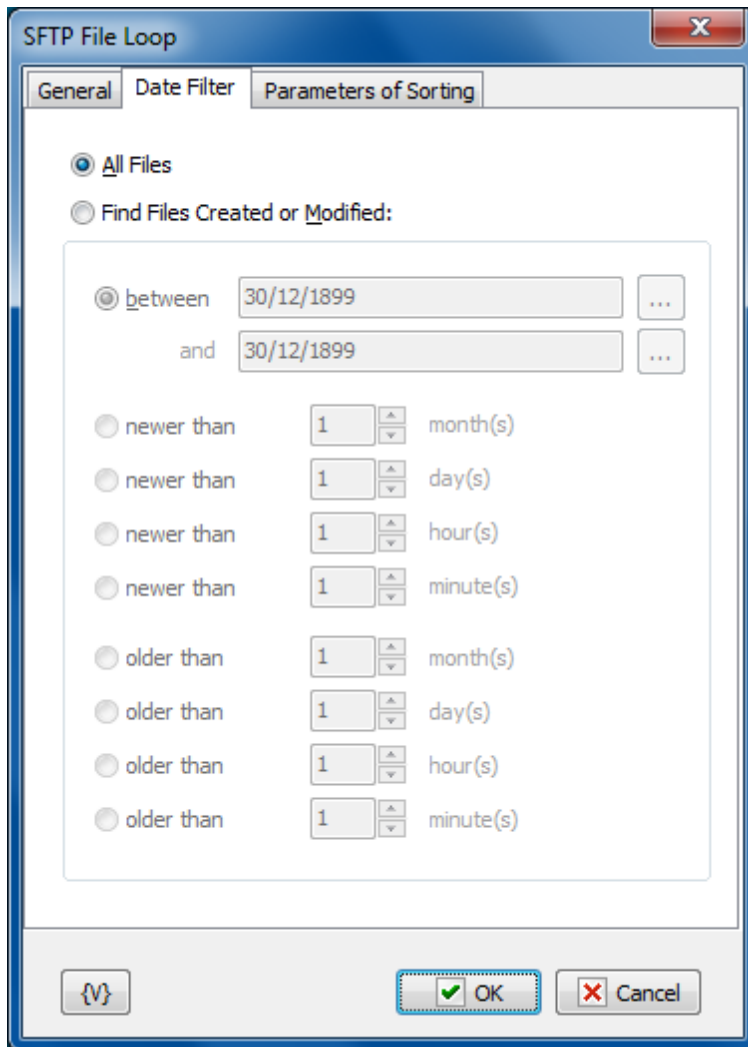 SFTP File Loop
General Date Filter Parameters of Sorting
All Files
Find Files Created or Modified:
between 30/12/1899 ...
and 30/12/1899 ...
newer than 1 month(s)
newer than 1 day(s)
newer than 1 hour(s)
newer than 1 minute(s)
older than 1 month(s)
older than 1 day(s)
older than 1 hour(s)
older than 1 minute(s)
{V} OK Cancel